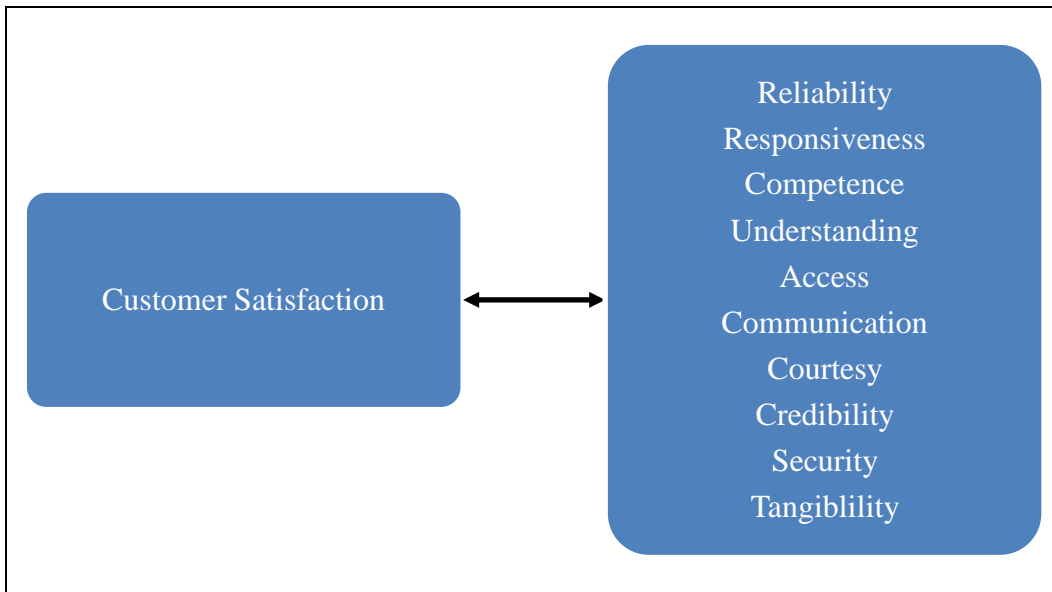 Customer Satisfaction
Reliability
Responsiveness
Competence
Understanding
Access
Communication
Courtesy
Credibility
Security
Tangiblility